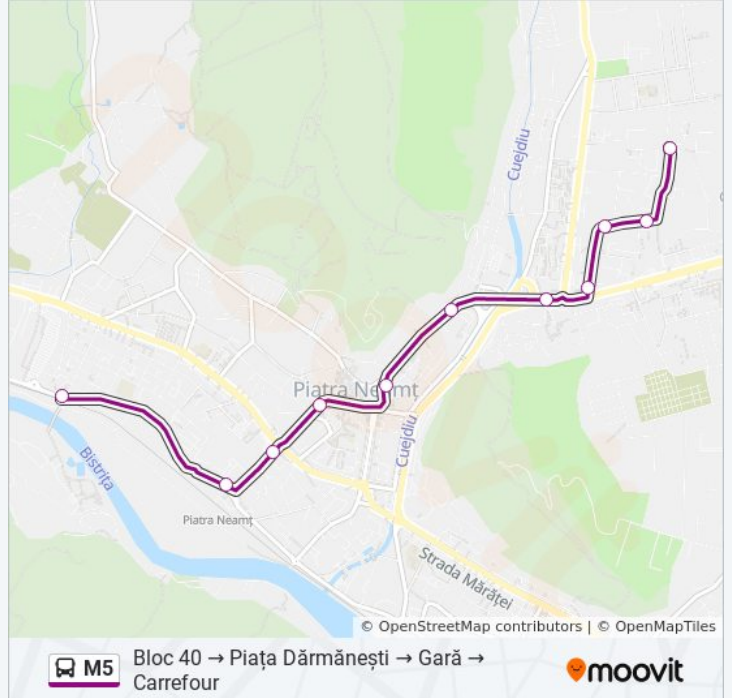 Cuejdiu
Piatra Neamț
Cuejdiu
Bistrița
Piatra Neamț
Strada Mărăței
© OpenStreetMap contributors | © OpenMapTiles
M5
Bloc 40 → Piața Dărmănești → Gară →
Carrefour
moovit